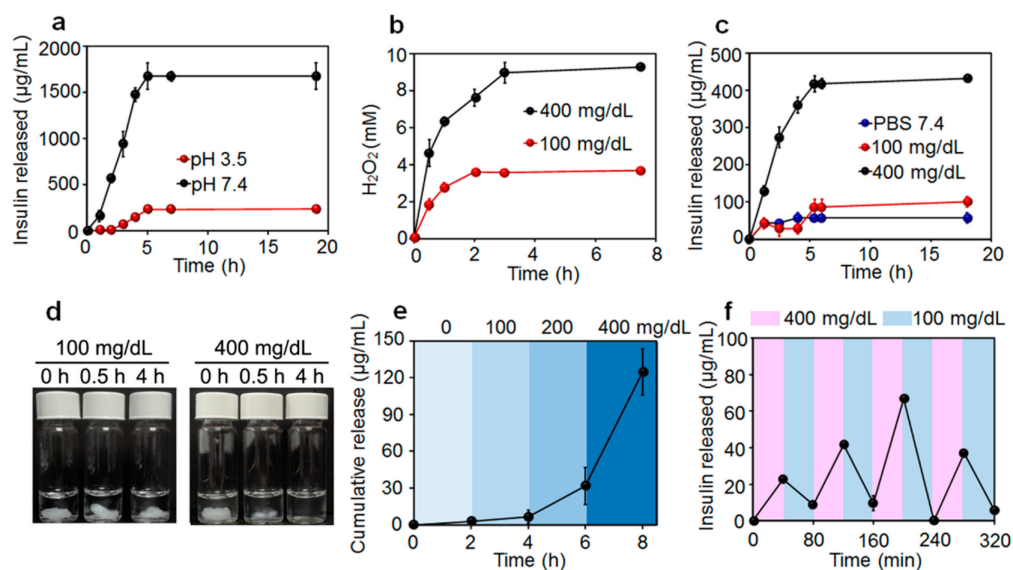 a
Insulin released (µg/mL)
2000
1500
1000
500
0
pH 3.5
pH 7.4
0 5 10 15 20
Time (h)
b
H₂O₂ (mM)
10
8
6
4
2
0
400 mg/dL
100 mg/dL
0 2 4 6 8
Time (h)
c
Insulin released (µg/mL)
500
400
300
200
100
0
PBS 7.4
100 mg/dL
400 mg/dL
0 5 10 15 20
Time (h)
d
100 mg/dL
0 h 0.5 h 4 h
400 mg/dL
0 h 0.5 h 4 h
e
0 100 200 400 mg/dL
Cumulative release (µg/mL)
150
120
90
60
30
0
0 2 4 6 8
Time (h)
f
400 mg/dL 100 mg/dL
Insulin released (µg/mL)
100
80
60
40
20
0
0 80 160 240 320
Time (min)